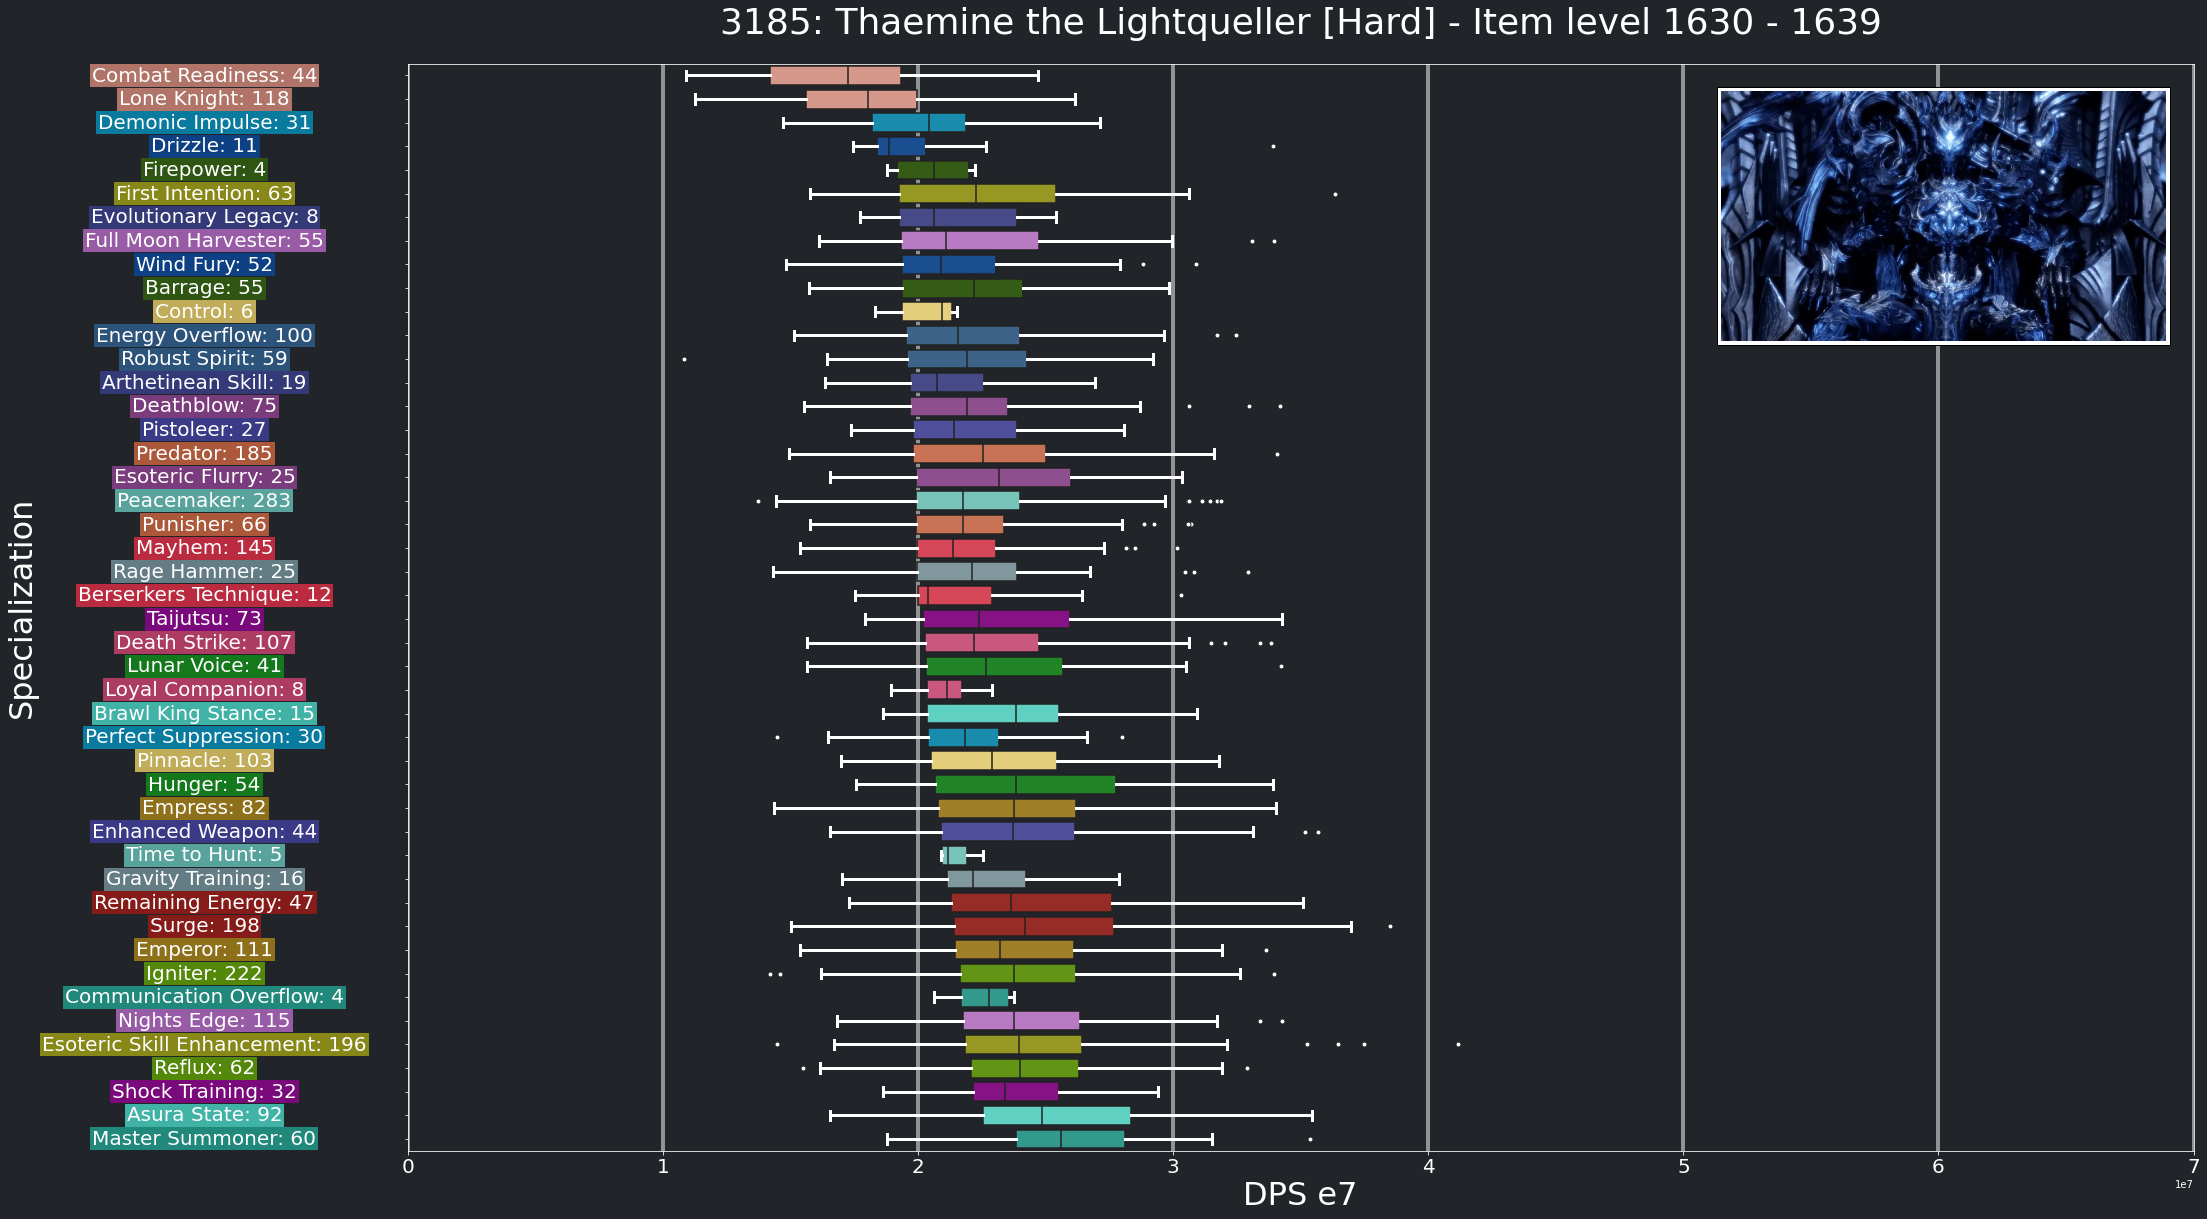 3185: Thaemine the Lightqueller [Hard] - Item level 1630 - 1639
Specialization
Combat Readiness: 44
Lone Knight: 118
Demonic Impulse: 31
Drizzle: 11
Firepower: 4
First Intention: 63
Evolutionary Legacy: 8
Full Moon Harvester: 55
Wind Fury: 52
Barrage: 55
Control: 6
Energy Overflow: 100
Robust Spirit: 59
Arthetinean Skill: 19
Deathblow: 75
Pistoleer: 27
Predator: 185
Esoteric Flurry: 25
Peacemaker: 283
Punisher: 66
Mayhem: 145
Rage Hammer: 25
Berserkers Technique: 12
Taijutsu: 73
Death Strike: 107
Lunar Voice: 41
Loyal Companion: 8
Brawl King Stance: 15
Perfect Suppression: 30
Pinnacle: 103
Hunger: 54
Empress: 82
Enhanced Weapon: 44
Time to Hunt: 5
Gravity Training: 16
Remaining Energy: 47
Surge: 198
Emperor: 111
Igniter: 222
Communication Overflow: 4
Nights Edge: 115
Esoteric Skill Enhancement: 196
Reflux: 62
Shock Training: 32
Asura State: 92
Master Summoner: 60
0 1 2 3 4 5 6 7
1e7
DPS e7